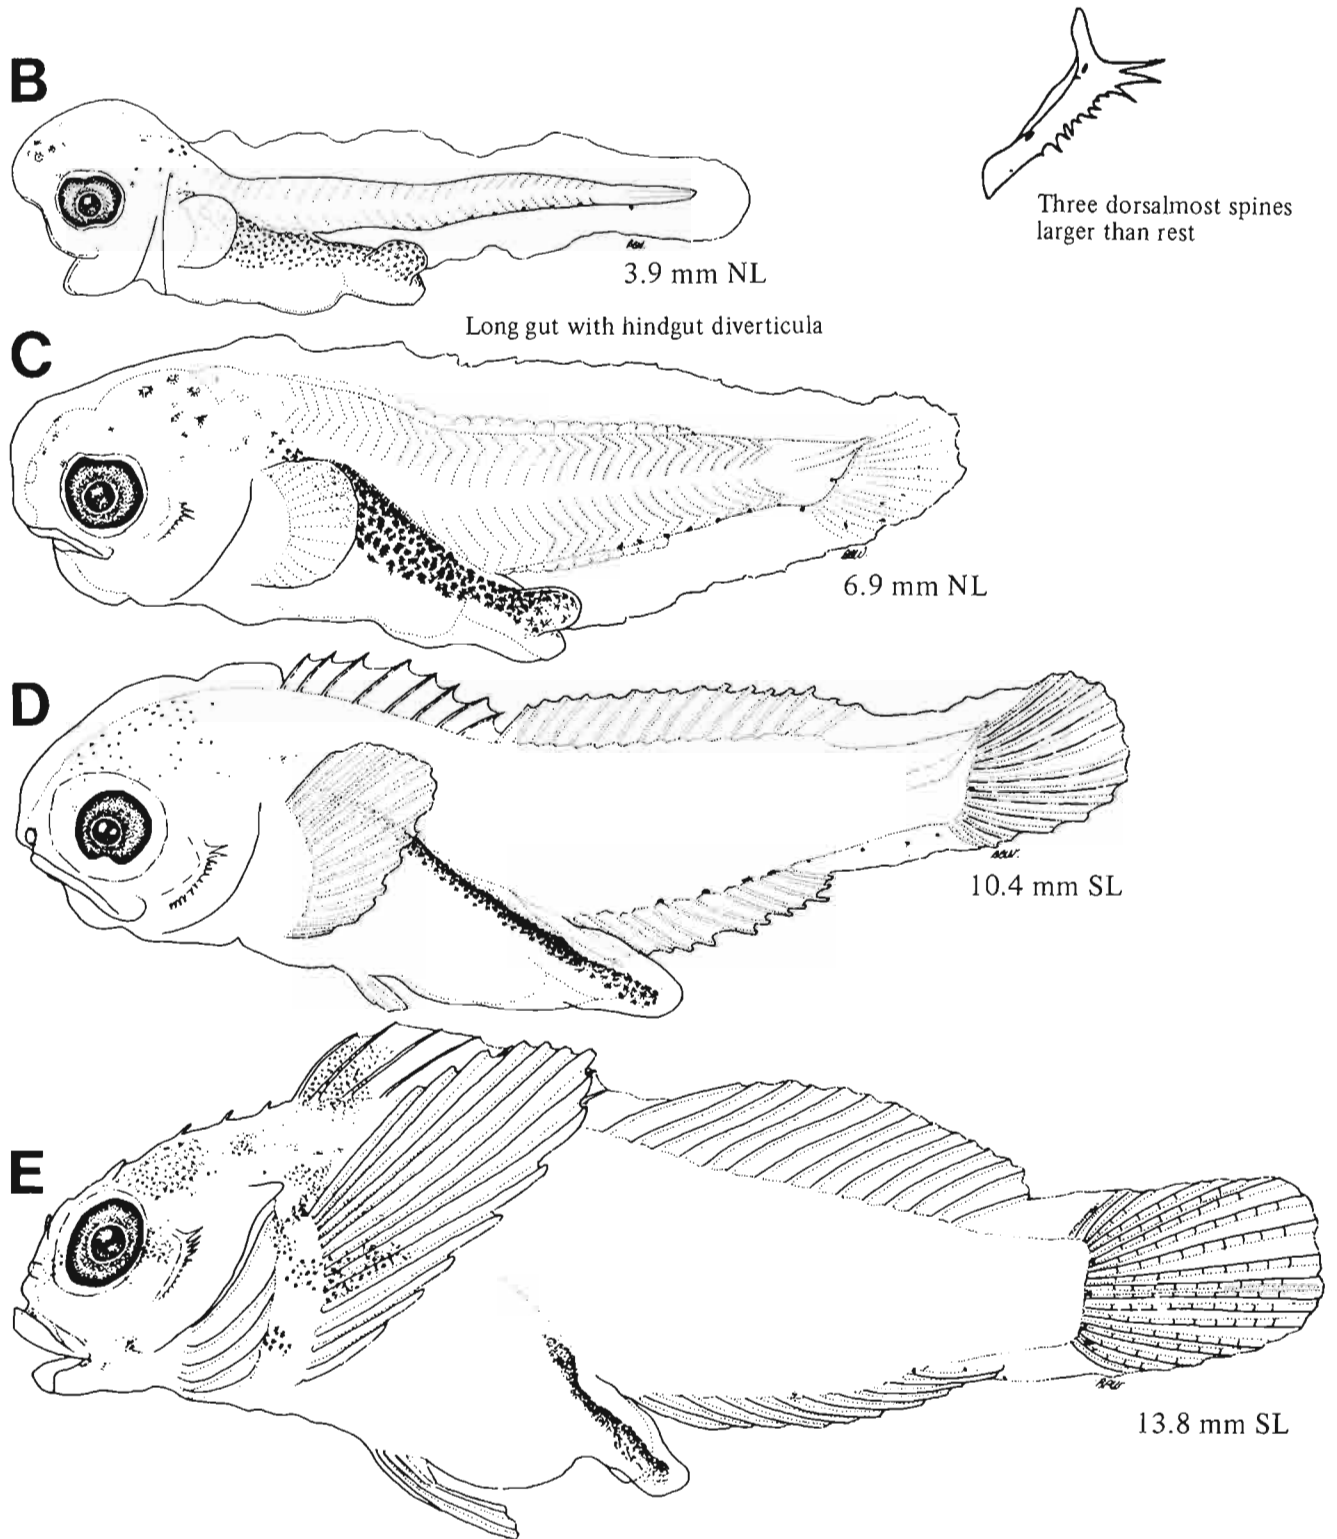 B
Three dorsalmost spines
larger than rest
3.9 mm NL
Long gut with hindgut diverticula
C
6.9 mm NL
D
10.4 mm SL
E
13.8 mm SL